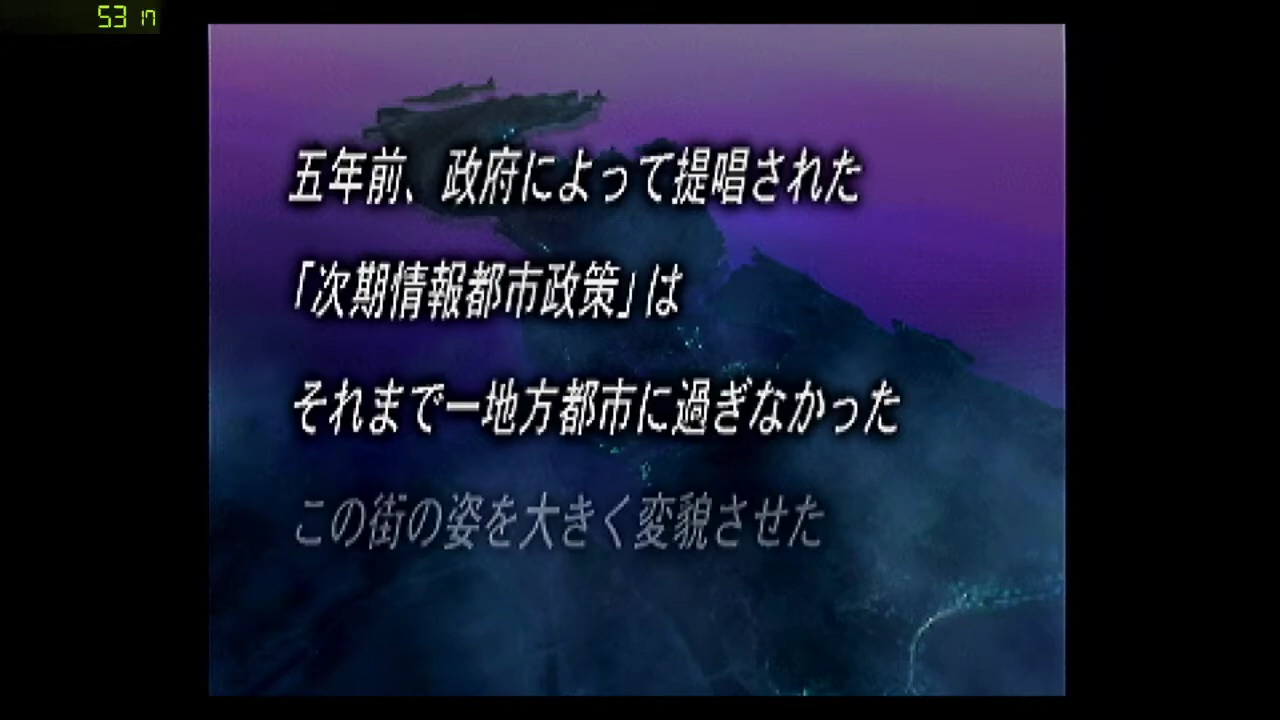 53 17
五年前、政府によって提唱された
「次期情報都市政策」は
それまで一地方都市に過ぎなかった
この街の姿を大きく変貌させた